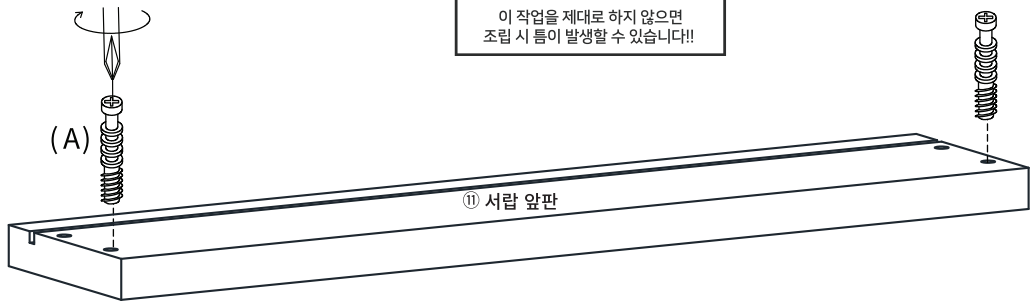 이 작업을 제대로 하지 않으면
조립 시 틈이 발생할 수 있습니다!!
(A)
⑪ 서랍 앞판